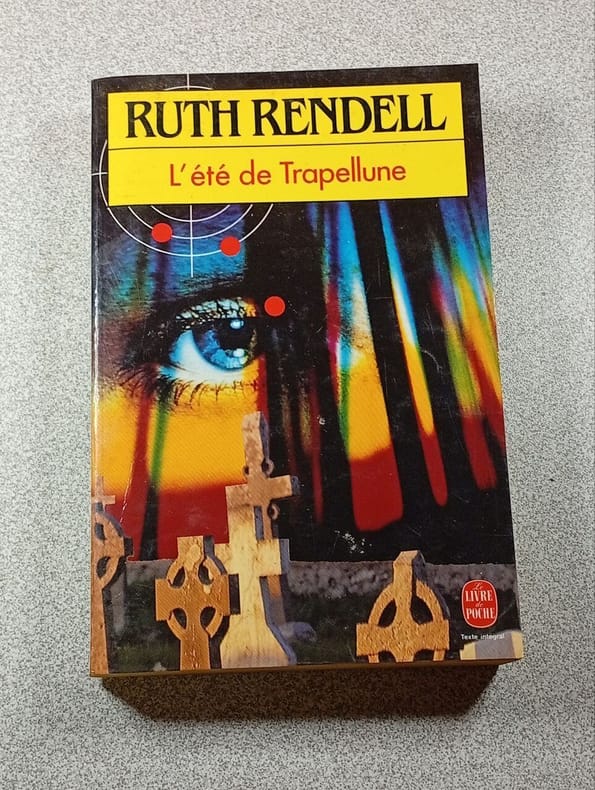 RUTH RENDELL
L'été de Trapellune
Le
LIVRE
de
POCHE
Texte intégral